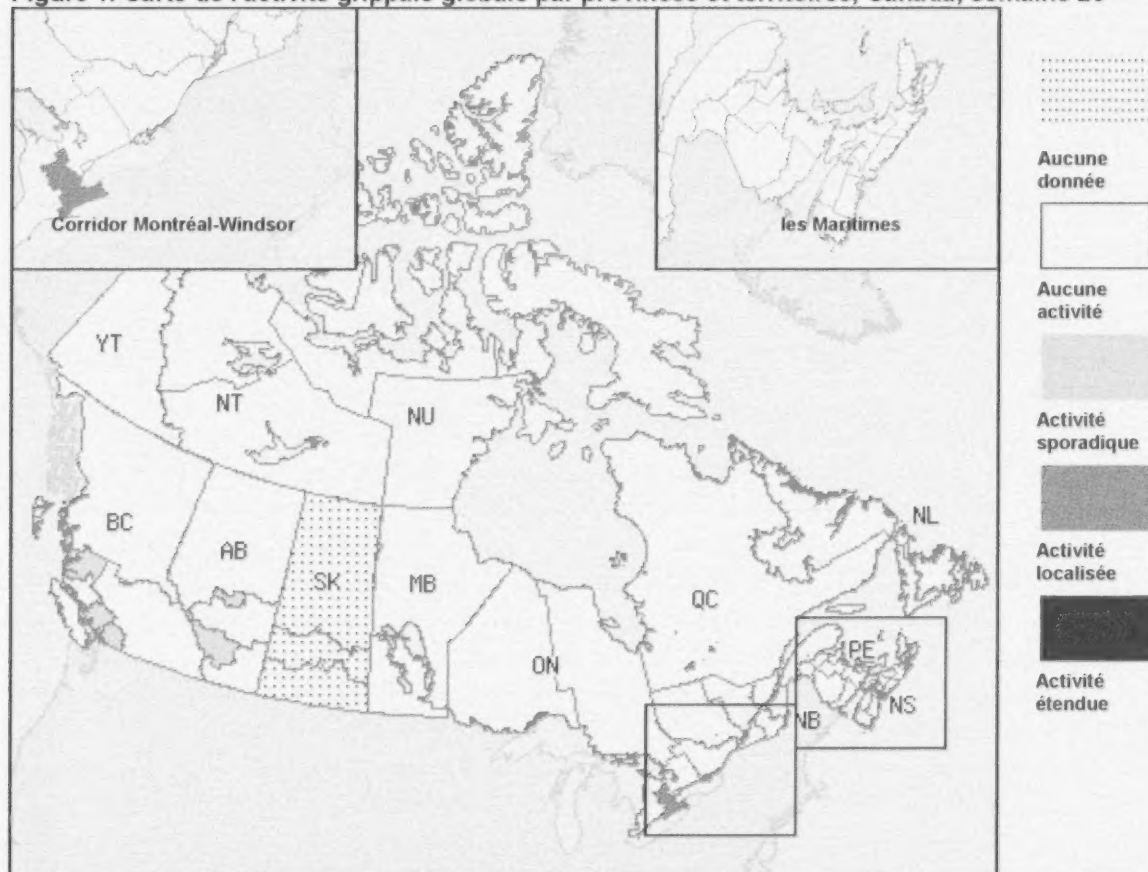 Corridor Montréal-Windsor
les Maritimes
YT
NT
NU
BC
AB
SK
MB
ON
QC
NL
PE
NB
NS
Aucune
donnée
Aucune
activité
Activité
sporadique
Activité
localisée
Activité
étendue